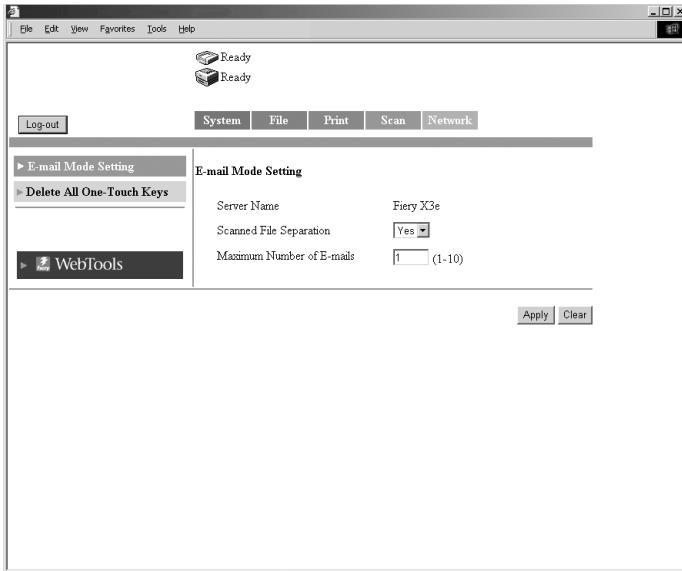 File Edit View Favorites Tools Help
Ready
Ready
Log-out
System File Print Scan Network
E-mail Mode Setting
Delete All One-Touch Keys
WebTools
E-mail Mode Setting
Server Name Fiery X3e
Scanned File Separation Yes
Maximum Number of E-mails 1 (1-10)
Apply Clear